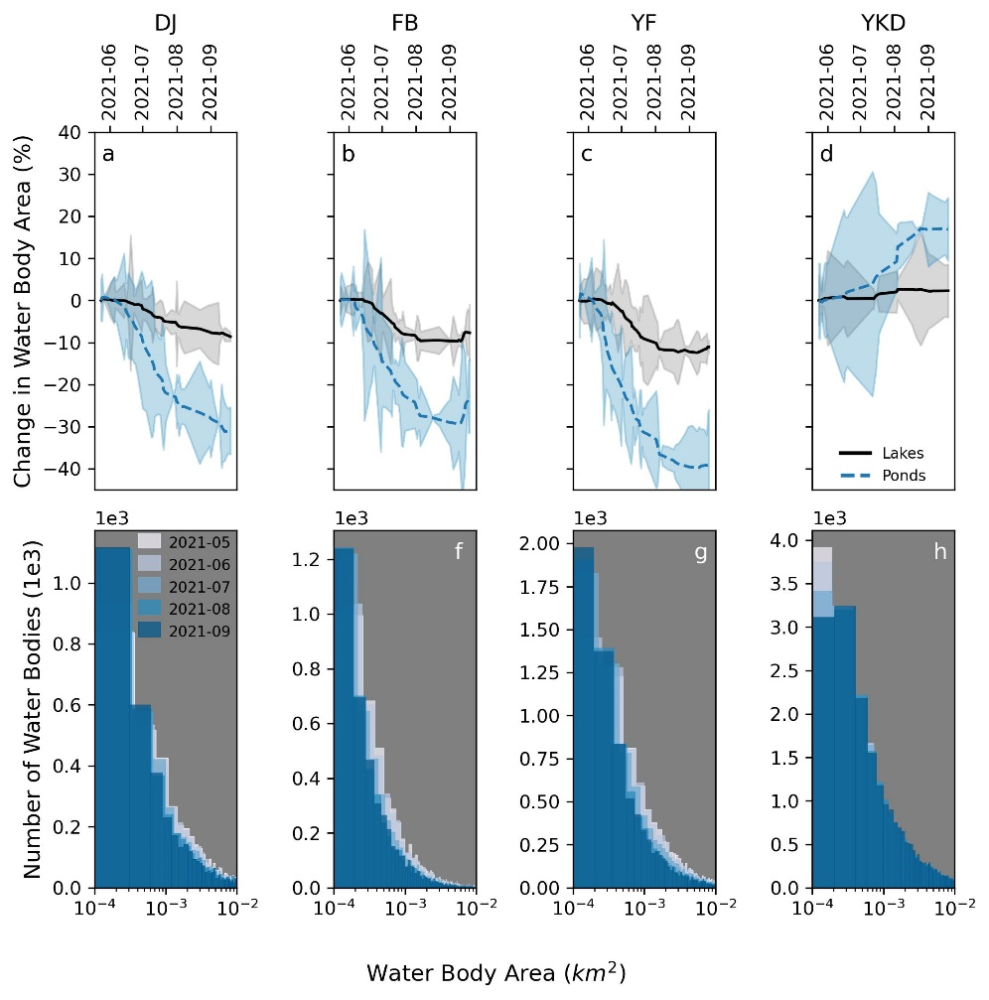 DJ FB YF YKD
2021-06 2021-07 2021-08 2021-09 2021-06 2021-07 2021-08 2021-09 2021-06 2021-07 2021-08 2021-09 2021-06 2021-07 2021-08 2021-09
Change in Water Body Area (%)
40
30
20
10
0
−10
−20
−30
−40
a b c d
Lakes
Ponds
1e3 1e3 1e3 1e3
Number of Water Bodies (1e3)
1.0
0.8
0.6
0.4
0.2
0.0
2021-05
2021-06
2021-07
2021-08
2021-09
10⁻⁴ 10⁻³ 10⁻²
f
1.2
1.0
0.8
0.6
0.4
0.2
0.0
10⁻⁴ 10⁻³ 10⁻²
g
2.00
1.75
1.50
1.25
1.00
0.75
0.50
0.25
0.00
10⁻⁴ 10⁻³ 10⁻²
h
4.0
3.5
3.0
2.5
2.0
1.5
1.0
0.5
0.0
10⁻⁴ 10⁻³ 10⁻²
Water Body Area (km²)